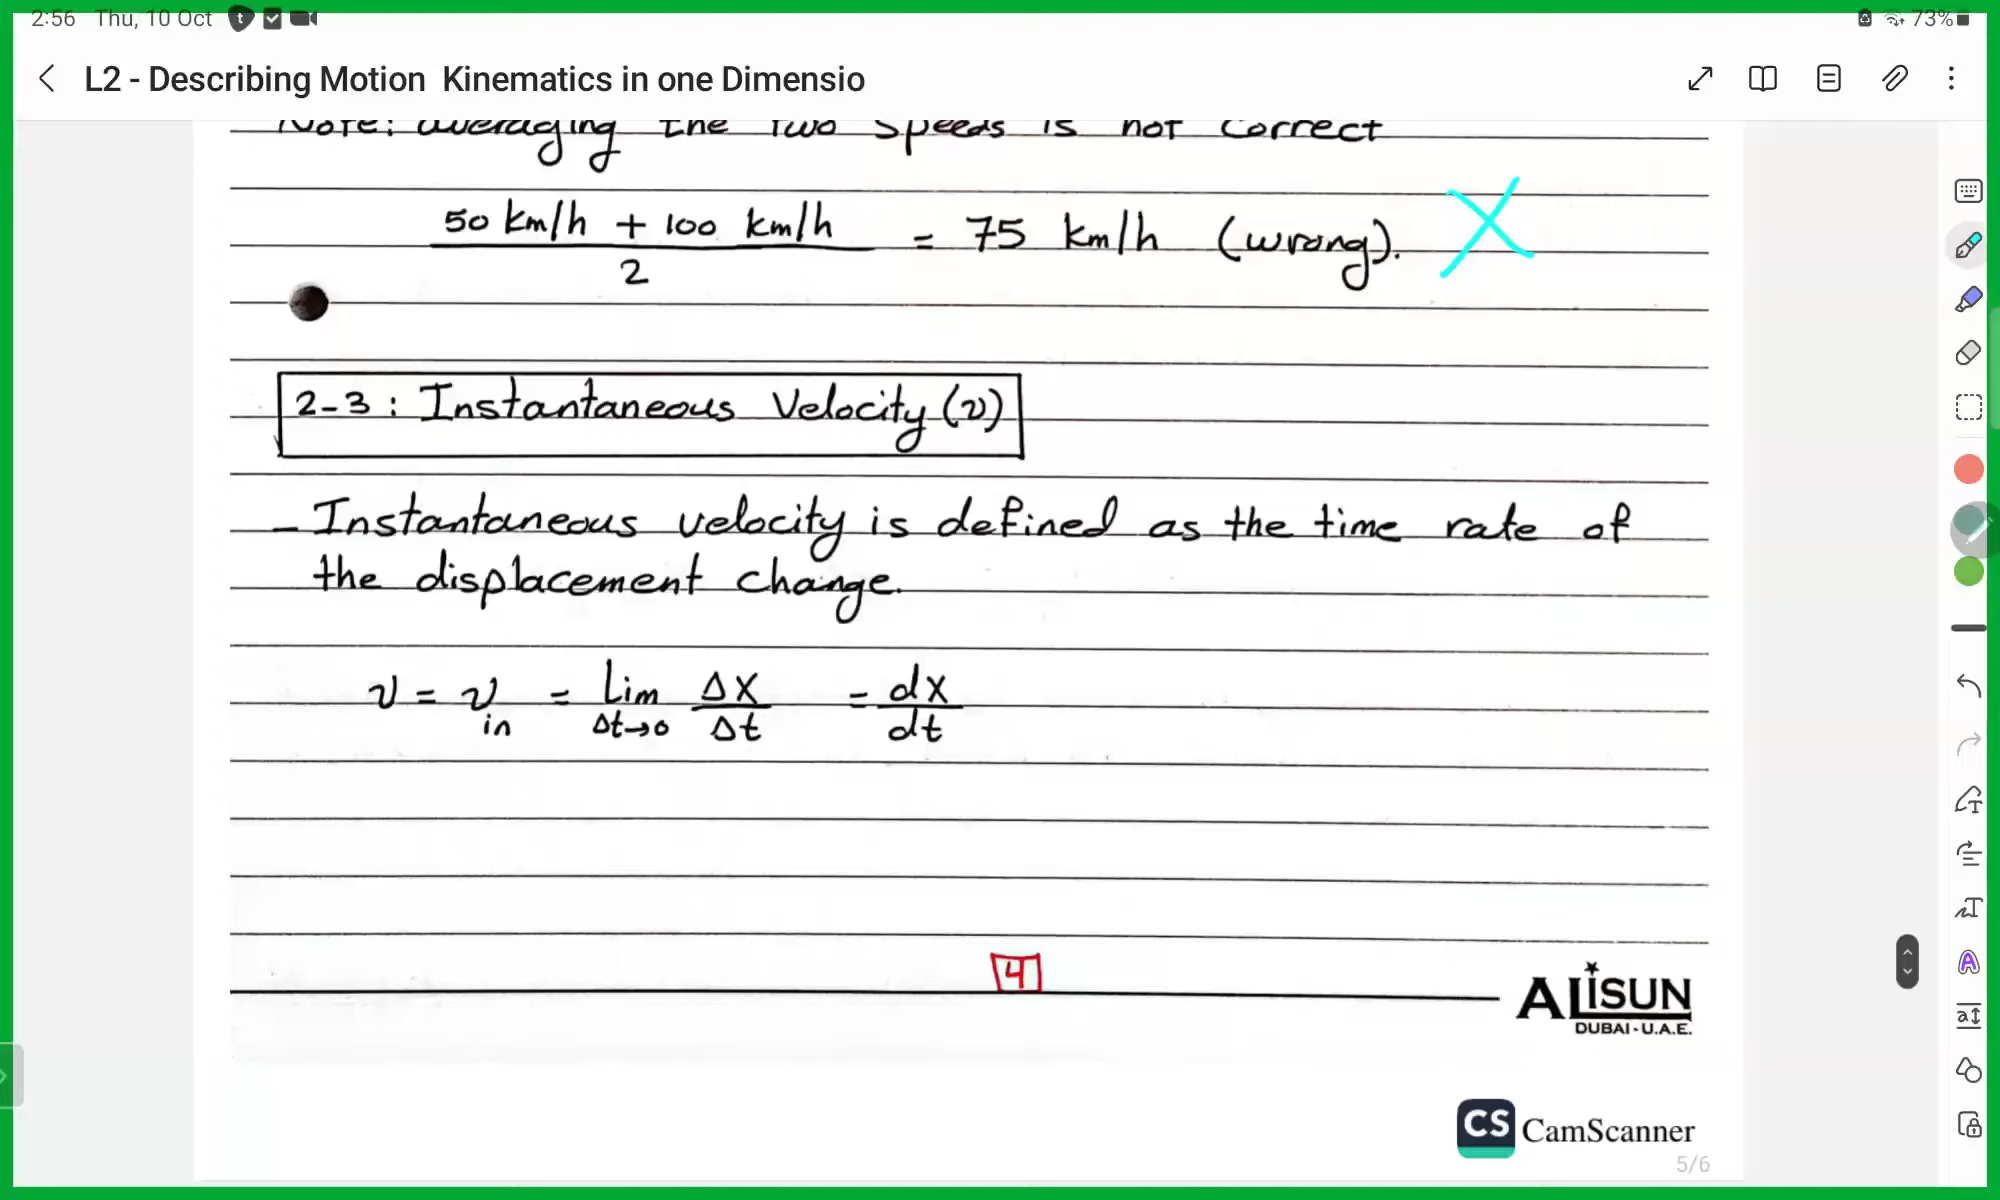 2:56 Thu, 10 Oct
73%
L2 - Describing Motion Kinematics in one Dimensio
Note: averaging the two speeds is not correct
50 km/h + 100 km/h / 2 = 75 km/h (wrong).
2-3: Instantaneous Velocity (v)
- Instantaneous velocity is defined as the time rate of
the displacement change.
v = v in = Lim Δt→0 ΔX/Δt = dX/dt
4
ALISUN
DUBAI - U.A.E.
CS CamScanner
5/6